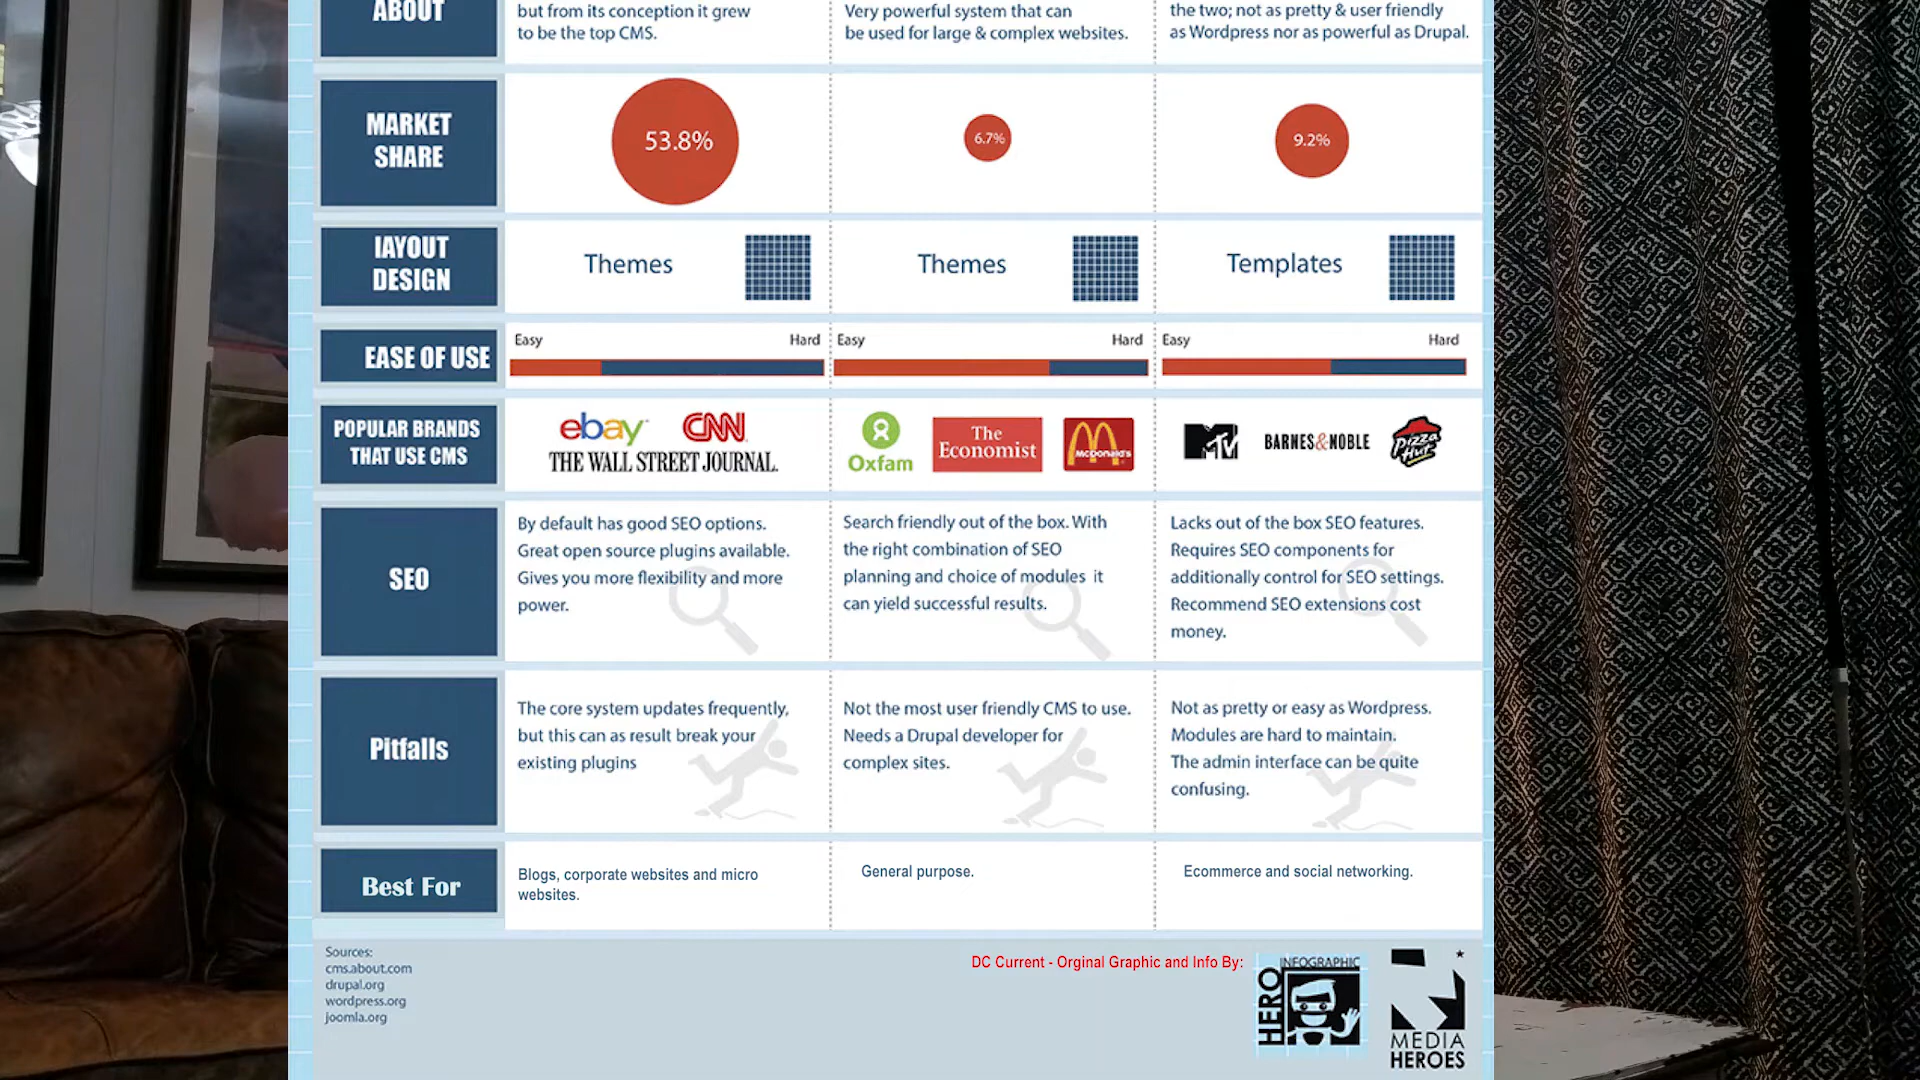 ABOUT
but from its conception it grew
to be the top CMS.
Very powerful system that can
be used for large & complex websites.
the two; not as pretty & user friendly
as Wordpress nor as powerful as Drupal.
MARKET
SHARE
53.8%
6.7%
9.2%
lAYOUT
DESIGN
Themes
Themes
Templates
EASE OF USE
Easy Hard
Easy Hard
Easy Hard
POPULAR BRANDS
THAT USE CMS
ebay CNN
THE WALL STREET JOURNAL.
Oxfam
The
Economist
McDonald's
MTV
BARNES&NOBLE
Pizza
Hut
SEO
By default has good SEO options.
Great open source plugins available.
Gives you more flexibility and more
power.
Search friendly out of the box. With
the right combination of SEO
planning and choice of modules it
can yield successful results.
Lacks out of the box SEO features.
Requires SEO components for
additionally control for SEO settings.
Recommend SEO extensions cost
money.
Pitfalls
The core system updates frequently,
but this can as result break your
existing plugins
Not the most user friendly CMS to use.
Needs a Drupal developer for
complex sites.
Not as pretty or easy as Wordpress.
Modules are hard to maintain.
The admin interface can be quite
confusing.
Best For
Blogs, corporate websites and micro
websites.
General purpose.
Ecommerce and social networking.
Sources:
cms.about.com
drupal.org
wordpress.org
joomla.org
DC Current - Orginal Graphic and Info By:
INFOGRAPHIC
HERO
MEDIA
HEROES